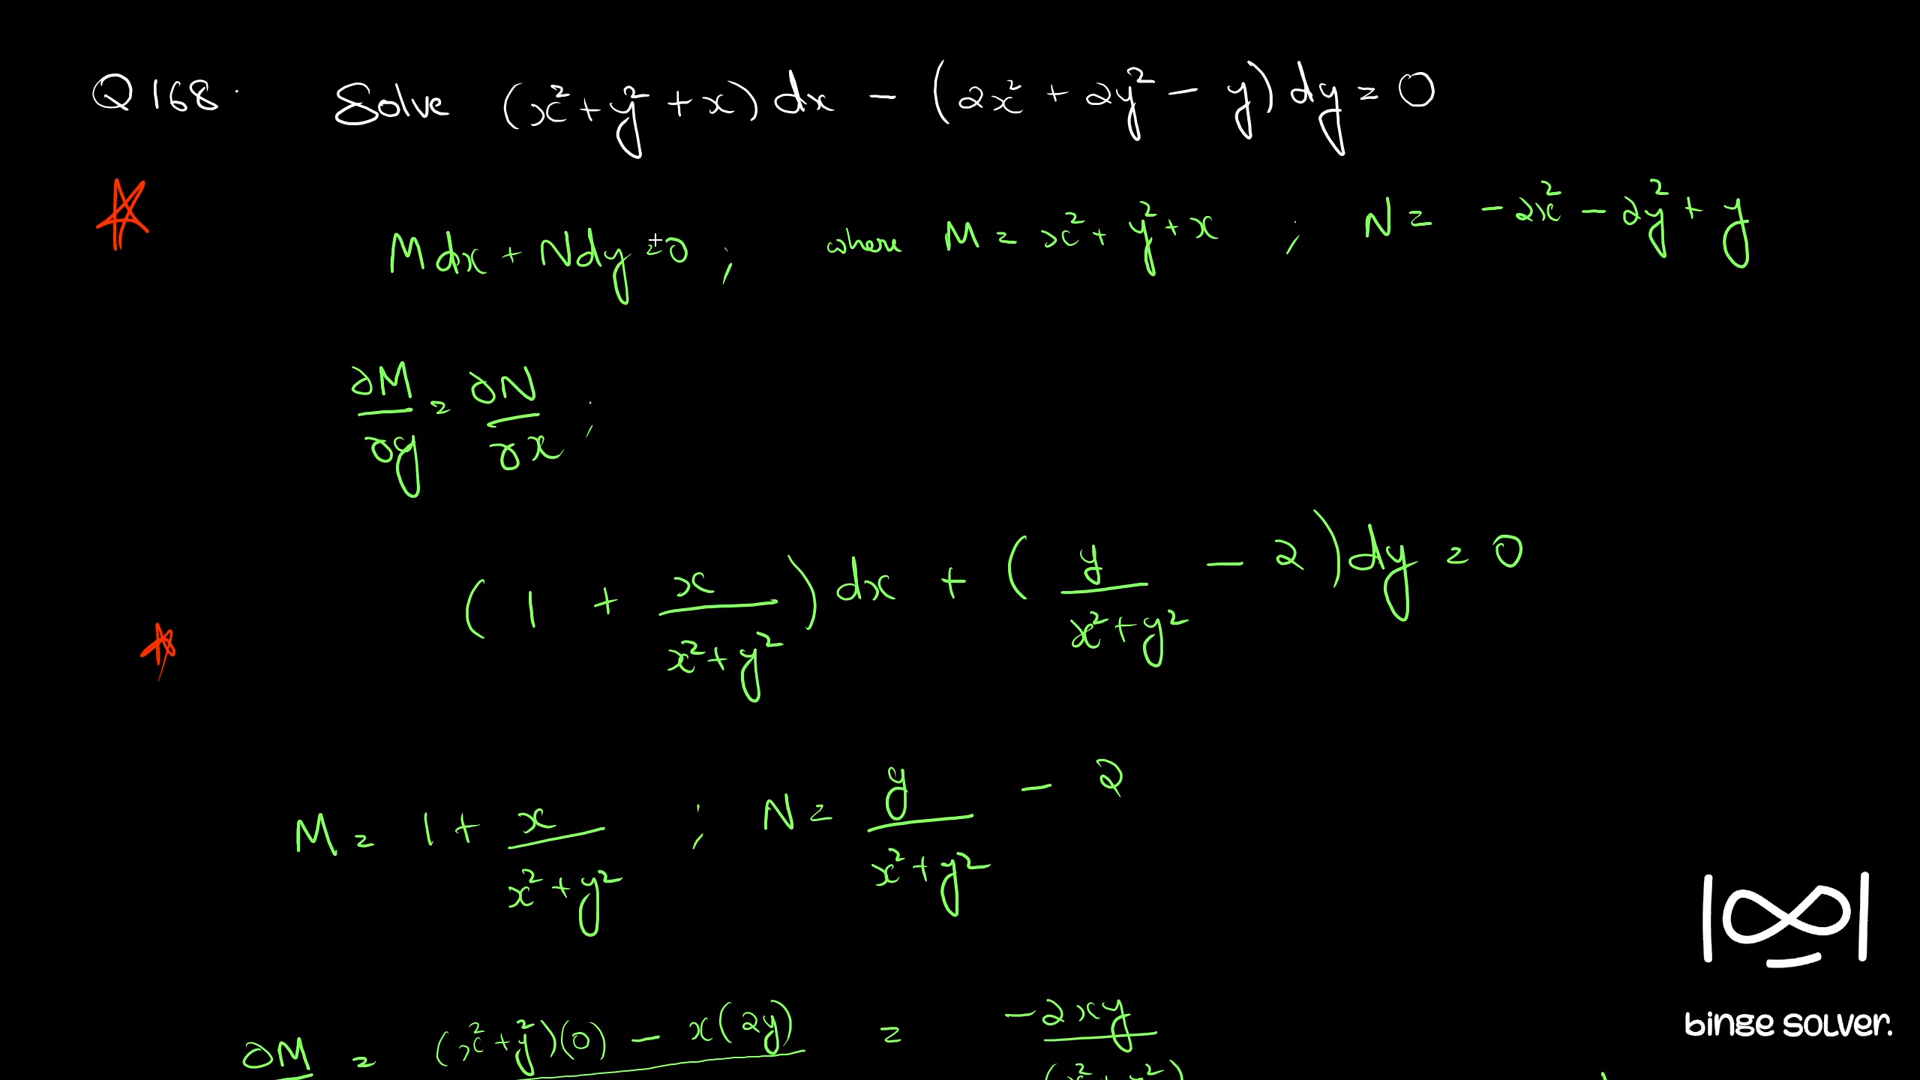 Q 168. Solve (x² + y² + x) dx - (2x² + 2y² - y) dy = 0
M dx + N dy = 0 ; where M = x² + y² + x ; N = -2x² - 2y² + y
∂M/∂y = ∂N/∂x ;
(1 + x/(x² + y²)) dx + (y/(x² + y²) - 2) dy = 0
M = 1 + x/(x² + y²) ; N = y/(x² + y²) - 2
∂M = (x² + y²)(0) - x(2y) = -2xy/(x² + y²)
binge solver.